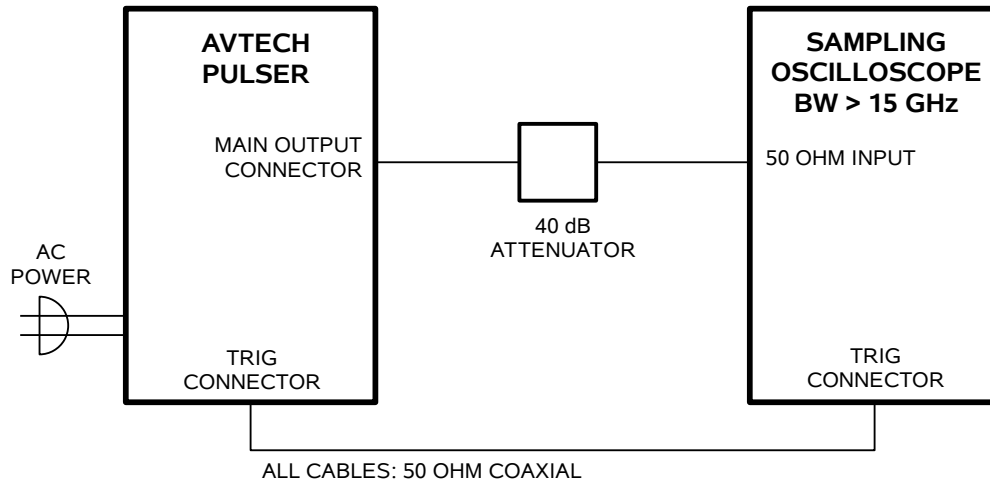 AVTECH
PULSER
MAIN OUTPUT
CONNECTOR
AC
POWER
TRIG
CONNECTOR
40 dB
ATTENUATOR
SAMPLING
OSCILLOSCOPE
BW > 15 GHz
50 OHM INPUT
TRIG
CONNECTOR
ALL CABLES: 50 OHM COAXIAL